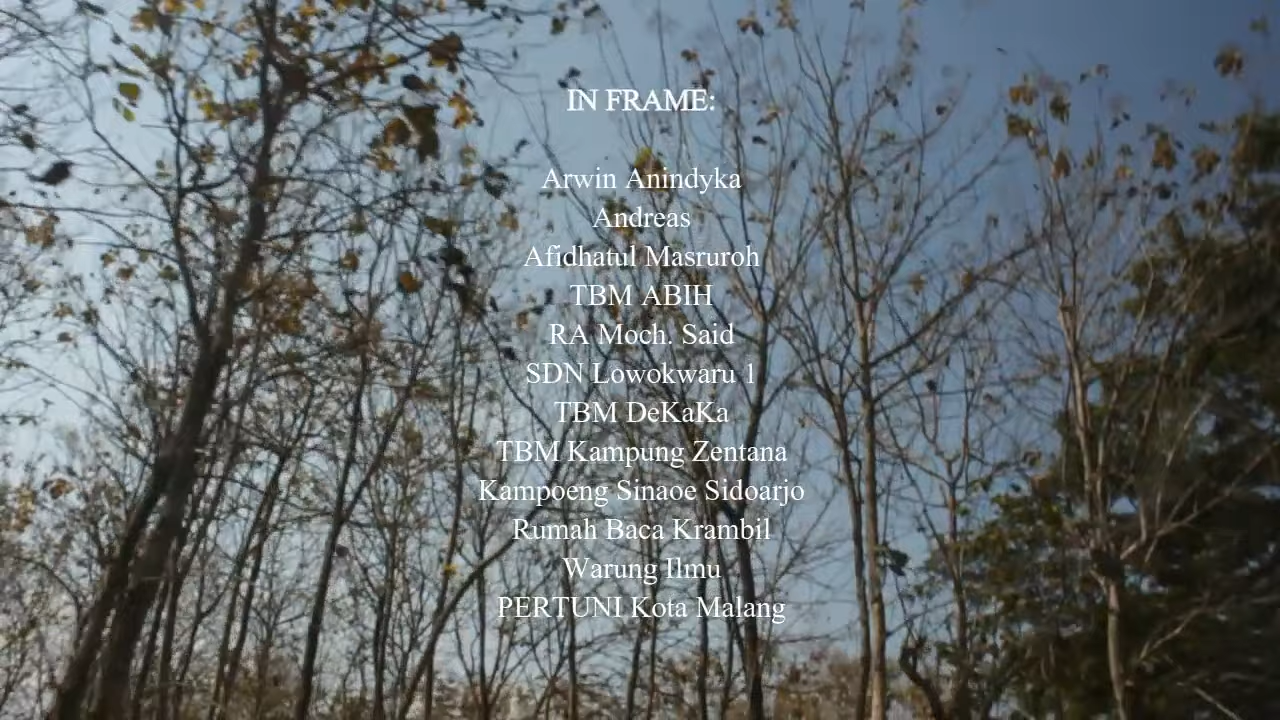 IN FRAME:
Arwin Anindyka
Andreas
Afidhatul Masruroh
TBM ABIH
RA Moch. Said
SDN Lowokwaru 1
TBM DeKaKa
TBM Kampung Zentana
Kampoeng Sinaoe Sidoarjo
Rumah Baca Krambil
Warung Ilmu
PERTUNI Kota Malang